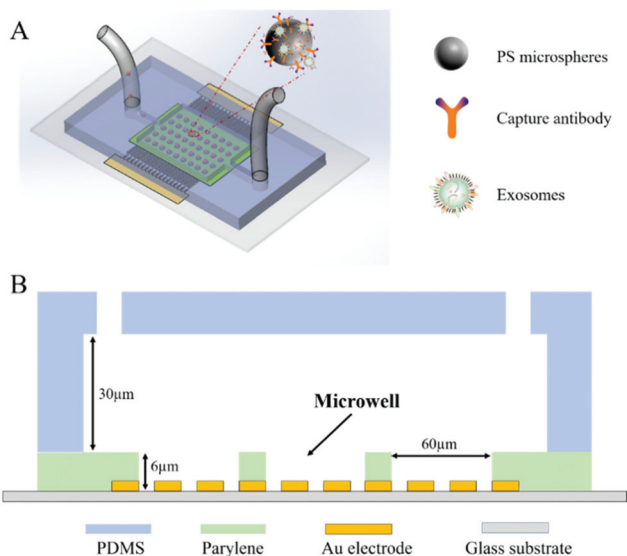 A
PS microspheres
Capture antibody
Exosomes
B
30μm
Microwell
60μm
6μm
PDMS
Parylene
Au electrode
Glass substrate